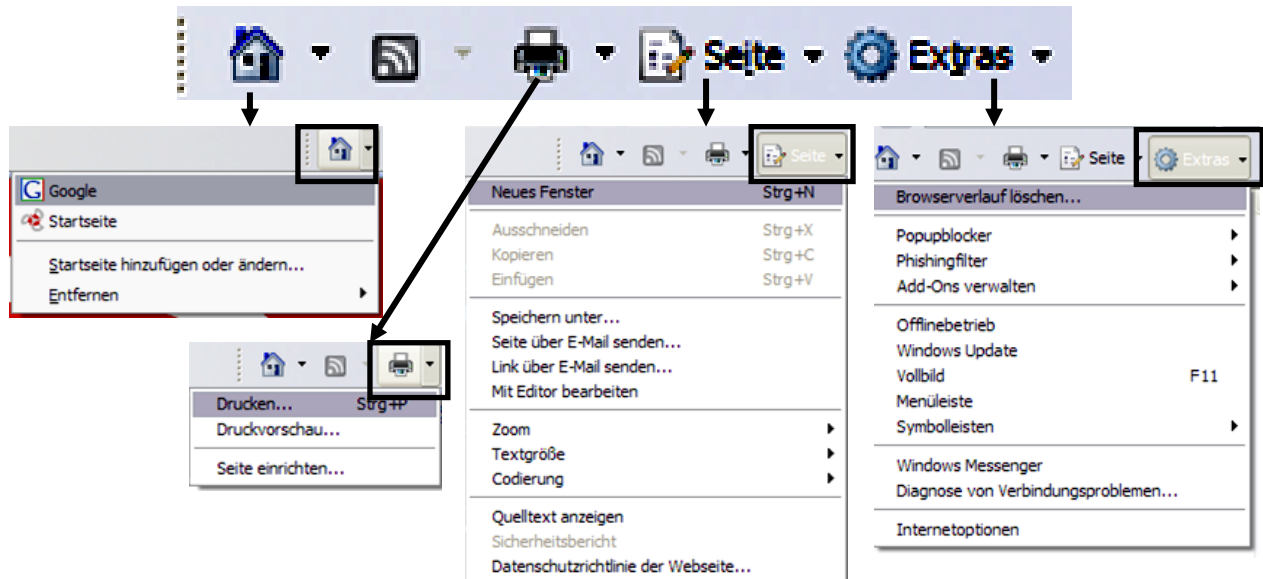 Seite Extras
Google
Startseite
Startseite hinzufügen oder ändern...
Entfernen
Drucken... Strg+P
Druckvorschau...
Seite einrichten...
Seite
Neues Fenster Strg+N
Ausschneiden Strg+X
Kopieren Strg+C
Einfügen Strg+V
Speichern unter...
Seite über E-Mail senden...
Link über E-Mail senden...
Mit Editor bearbeiten
Zoom
Textgröße
Codierung
Quelltext anzeigen
Sicherheitsbericht
Datenschutzrichtlinie der Webseite...
Seite Extras
Browserverlauf löschen...
Popupblocker
Phishingfilter
Add-Ons verwalten
Offlinebetrieb
Windows Update
Vollbild F11
Menüleiste
Symbolleisten
Windows Messenger
Diagnose von Verbindungsproblemen...
Internetoptionen